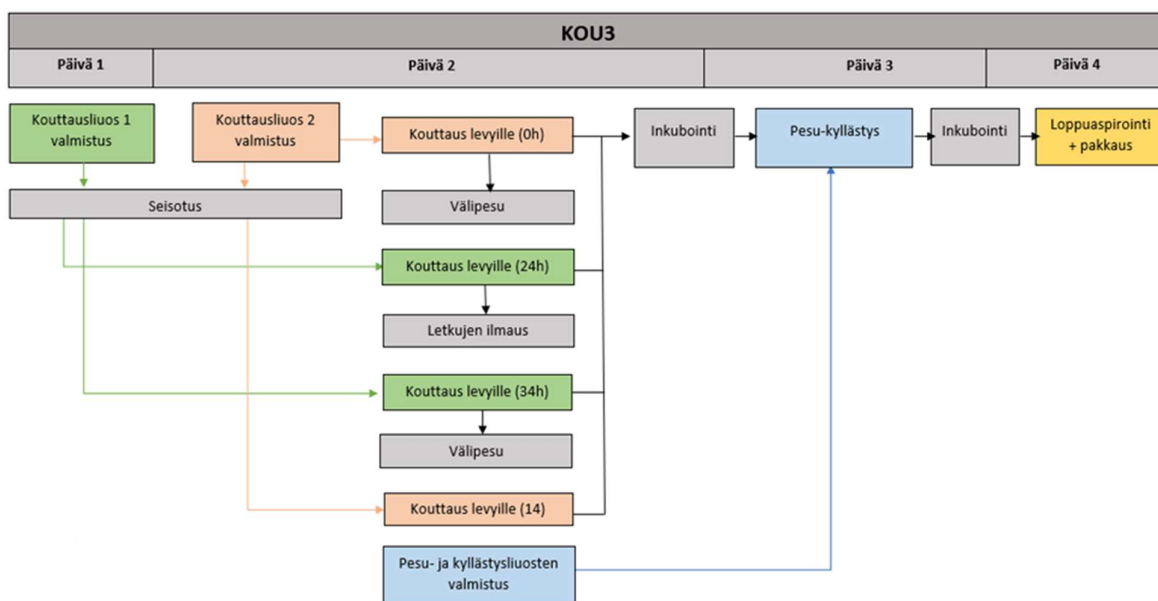 KOU3
Päivä 1
Päivä 2
Päivä 3
Päivä 4
Kouttausliuos 1
valmistus
Kouttausliuos 2
valmistus
Kouttaus levyille (0h)
Inkubointi
Pesu-kyllästys
Inkubointi
Loppuaspirointi
+ pakkaus
Seisotus
Välipesu
Kouttaus levyille (24h)
Letkujen ilmaus
Kouttaus levyille (34h)
Välipesu
Kouttaus levyille (14)
Pesu- ja kyllästysliuosten
valmistus